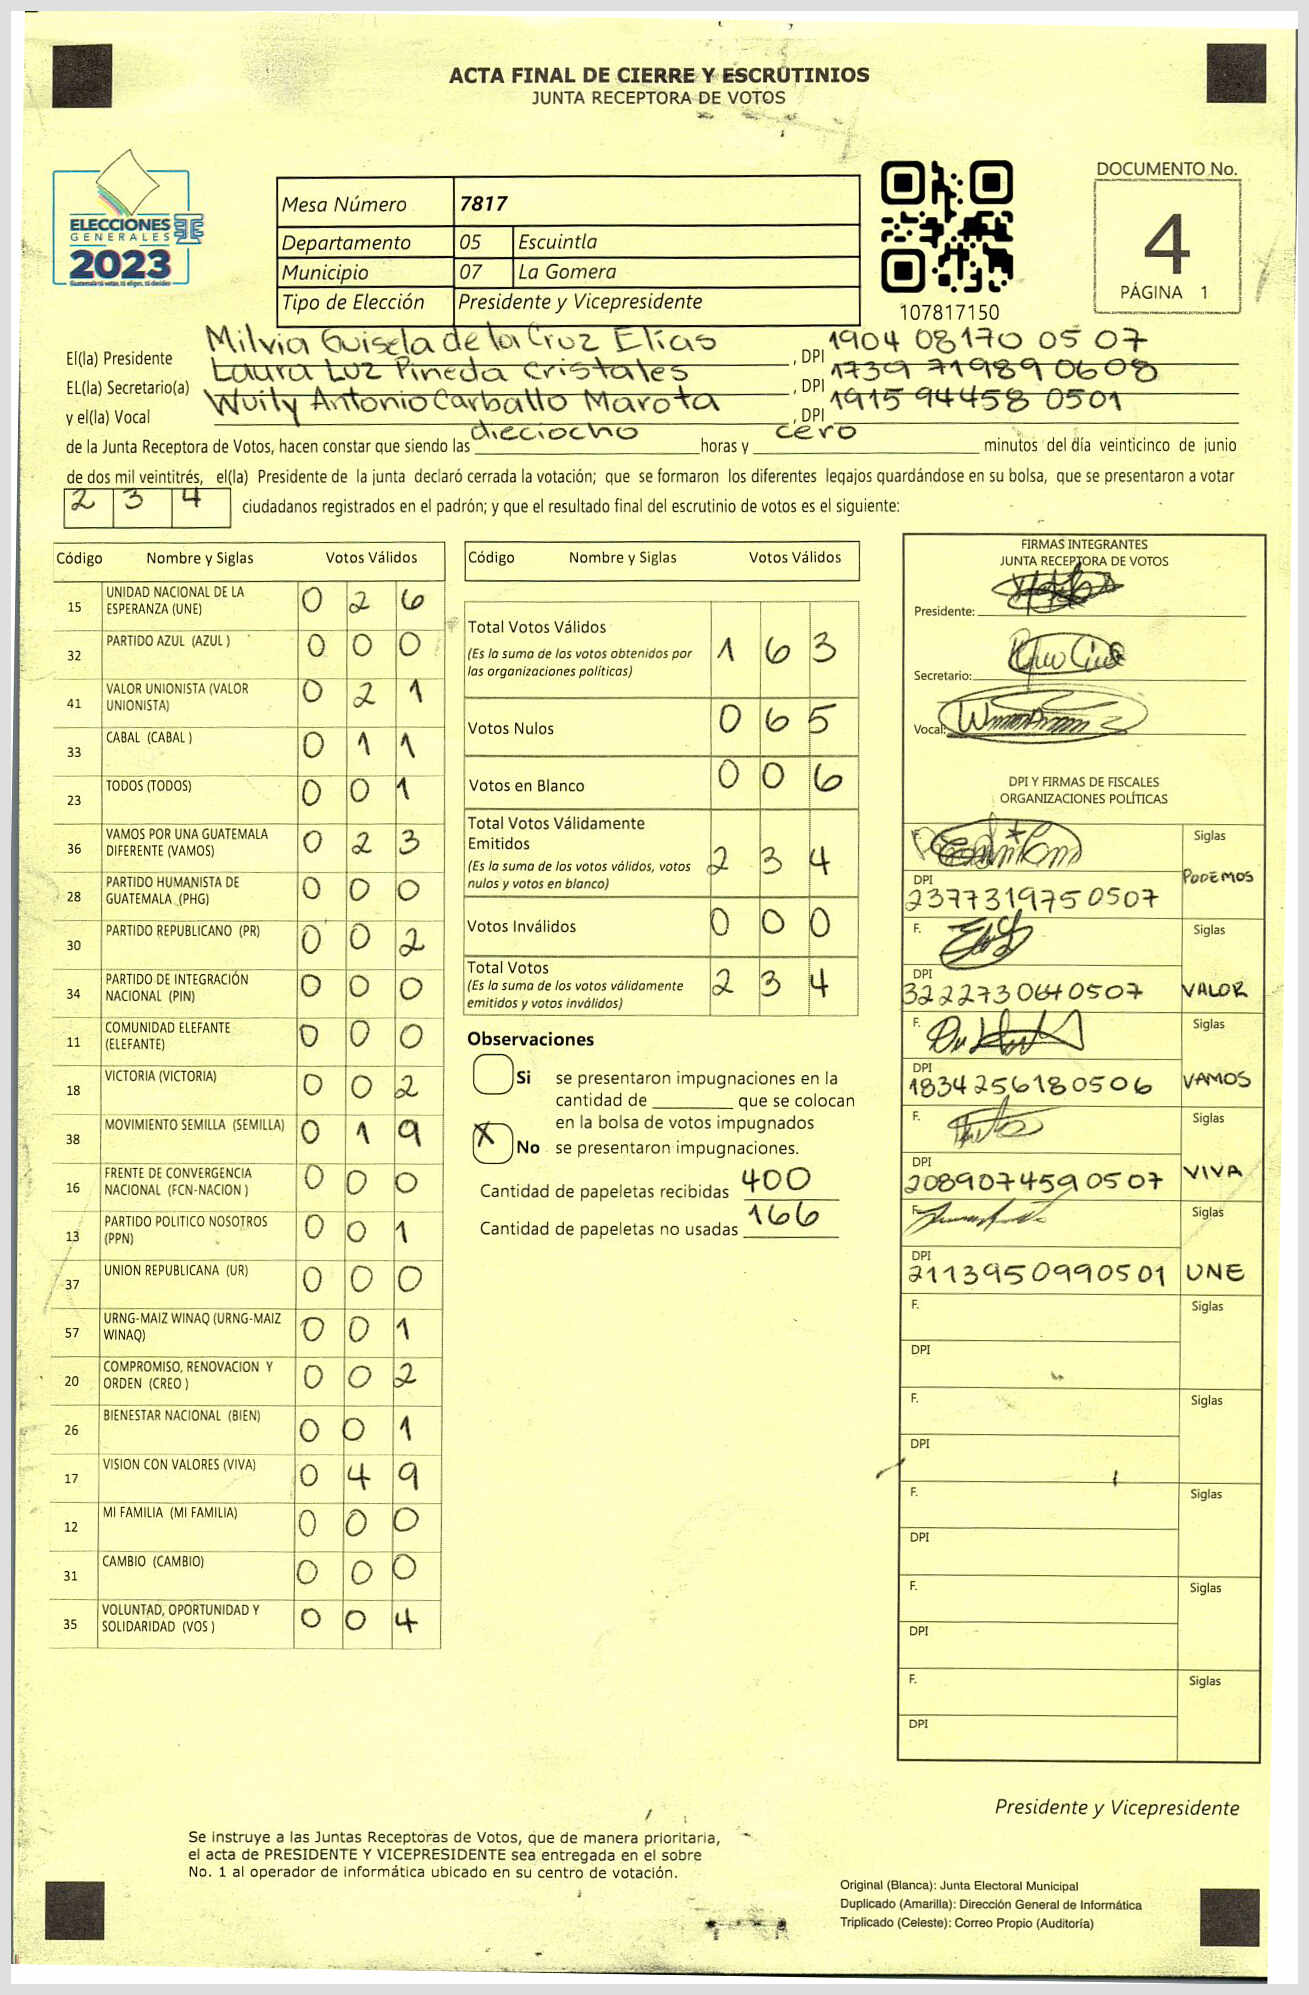 ACTA FINAL DE CIERRE Y ESCRUTINIOS
JUNTA RECEPTORA DE VOTOS
ELECCIONES
GENERALES
2023
Guatemala tú votas, tú eliges, tú decides
Mesa Número 7817
Departamento 05 Escuintla
Municipio 07 La Gomera
Tipo de Elección Presidente y Vicepresidente
107817150
DOCUMENTO No.
4
PÁGINA 1
El(la) Presidente Milvia Guisela de la Cruz Elías , DPI 1904 08170 05 07
EL(la) Secretario(a) Laura Luz Pineda Cristales , DPI 1739 71989 0608
y el(la) Vocal Wuily Antonio Carballo Marota , DPI 1915 94458 0501
de la Junta Receptora de Votos, hacen constar que siendo las dieciocho horas y cero minutos del día veinticinco de junio
de dos mil veintitrés, el(la) Presidente de la junta declaró cerrada la votación; que se formaron los diferentes legajos guardándose en su bolsa, que se presentaron a votar
2 3 4 ciudadanos registrados en el padrón; y que el resultado final del escrutinio de votos es el siguiente:
Código Nombre y Siglas Votos Válidos
15 UNIDAD NACIONAL DE LA ESPERANZA (UNE) 0 2 6
32 PARTIDO AZUL (AZUL ) 0 0 0
41 VALOR UNIONISTA (VALOR UNIONISTA) 0 2 1
33 CABAL (CABAL ) 0 1 1
23 TODOS (TODOS) 0 0 1
36 VAMOS POR UNA GUATEMALA DIFERENTE (VAMOS) 0 2 3
28 PARTIDO HUMANISTA DE GUATEMALA (PHG) 0 0 0
30 PARTIDO REPUBLICANO (PR) 0 0 2
34 PARTIDO DE INTEGRACIÓN NACIONAL (PIN) 0 0 0
11 COMUNIDAD ELEFANTE (ELEFANTE) 0 0 0
18 VICTORIA (VICTORIA) 0 0 2
38 MOVIMIENTO SEMILLA (SEMILLA) 0 1 9
16 FRENTE DE CONVERGENCIA NACIONAL (FCN-NACION ) 0 0 0
13 PARTIDO POLITICO NOSOTROS (PPN) 0 0 1
37 UNION REPUBLICANA (UR) 0 0 0
57 URNG-MAIZ WINAQ (URNG-MAIZ WINAQ) 0 0 1
20 COMPROMISO, RENOVACION Y ORDEN (CREO ) 0 0 2
26 BIENESTAR NACIONAL (BIEN) 0 0 1
17 VISION CON VALORES (VIVA) 0 4 9
12 MI FAMILIA (MI FAMILIA) 0 0 0
31 CAMBIO (CAMBIO) 0 0 0
35 VOLUNTAD, OPORTUNIDAD Y SOLIDARIDAD (VOS ) 0 0 4
Código Nombre y Siglas Votos Válidos
Total Votos Válidos 1 6 3
(Es la suma de los votos obtenidos por
las organizaciones políticas)
Votos Nulos 0 6 5
Votos en Blanco 0 0 6
Total Votos Válidamente
Emitidos 2 3 4
(Es la suma de los votos válidos, votos
nulos y votos en blanco)
Votos Inválidos 0 0 0
Total Votos 2 3 4
(Es la suma de los votos válidamente
emitidos y votos inválidos)
Observaciones
Si se presentaron impugnaciones en la
cantidad de ________ que se colocan
en la bolsa de votos impugnados
X No se presentaron impugnaciones.
Cantidad de papeletas recibidas 400
Cantidad de papeletas no usadas 166
FIRMAS INTEGRANTES
JUNTA RECEPTORA DE VOTOS
Presidente:
Secretario:
Vocal:
DPI Y FIRMAS DE FISCALES
ORGANIZACIONES POLÍTICAS
F. Siglas
DPI PODEMOS
2377319750507
F. Siglas
DPI
3222730640507 VALOR
F. Siglas
DPI
1834256180506 VAMOS
F. Siglas
DPI
2089074590507 VIVA
F. Siglas
DPI
2113950990501 UNE
F. Siglas
DPI
F. Siglas
DPI
F. Siglas
DPI
F. Siglas
DPI
F. Siglas
DPI
Presidente y Vicepresidente
Se instruye a las Juntas Receptoras de Votos, que de manera prioritaria,
el acta de PRESIDENTE Y VICEPRESIDENTE sea entregada en el sobre
No. 1 al operador de informática ubicado en su centro de votación.
Original (Blanca): Junta Electoral Municipal
Duplicado (Amarilla): Dirección General de Informática
Triplicado (Celeste): Correo Propio (Auditoría)